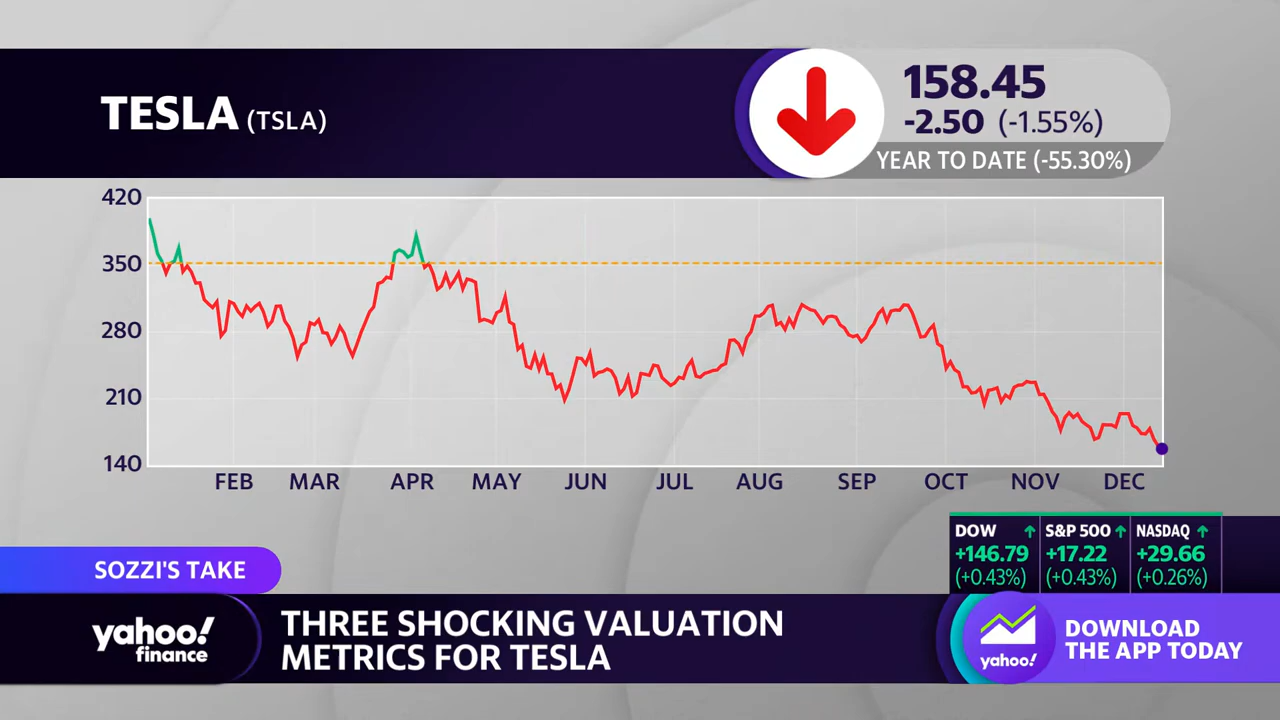 TESLA (TSLA)
158.45
-2.50 (-1.55%)
YEAR TO DATE (-55.30%)
420
350
280
210
140
FEB MAR APR MAY JUN JUL AUG SEP OCT NOV DEC
DOW S&P 500 NASDAQ
+146.79 +17.22 +29.66
(+0.43%) (+0.43%) (+0.26%)
SOZZI'S TAKE
yahoo!
finance
THREE SHOCKING VALUATION
METRICS FOR TESLA
yahoo!
DOWNLOAD
THE APP TODAY